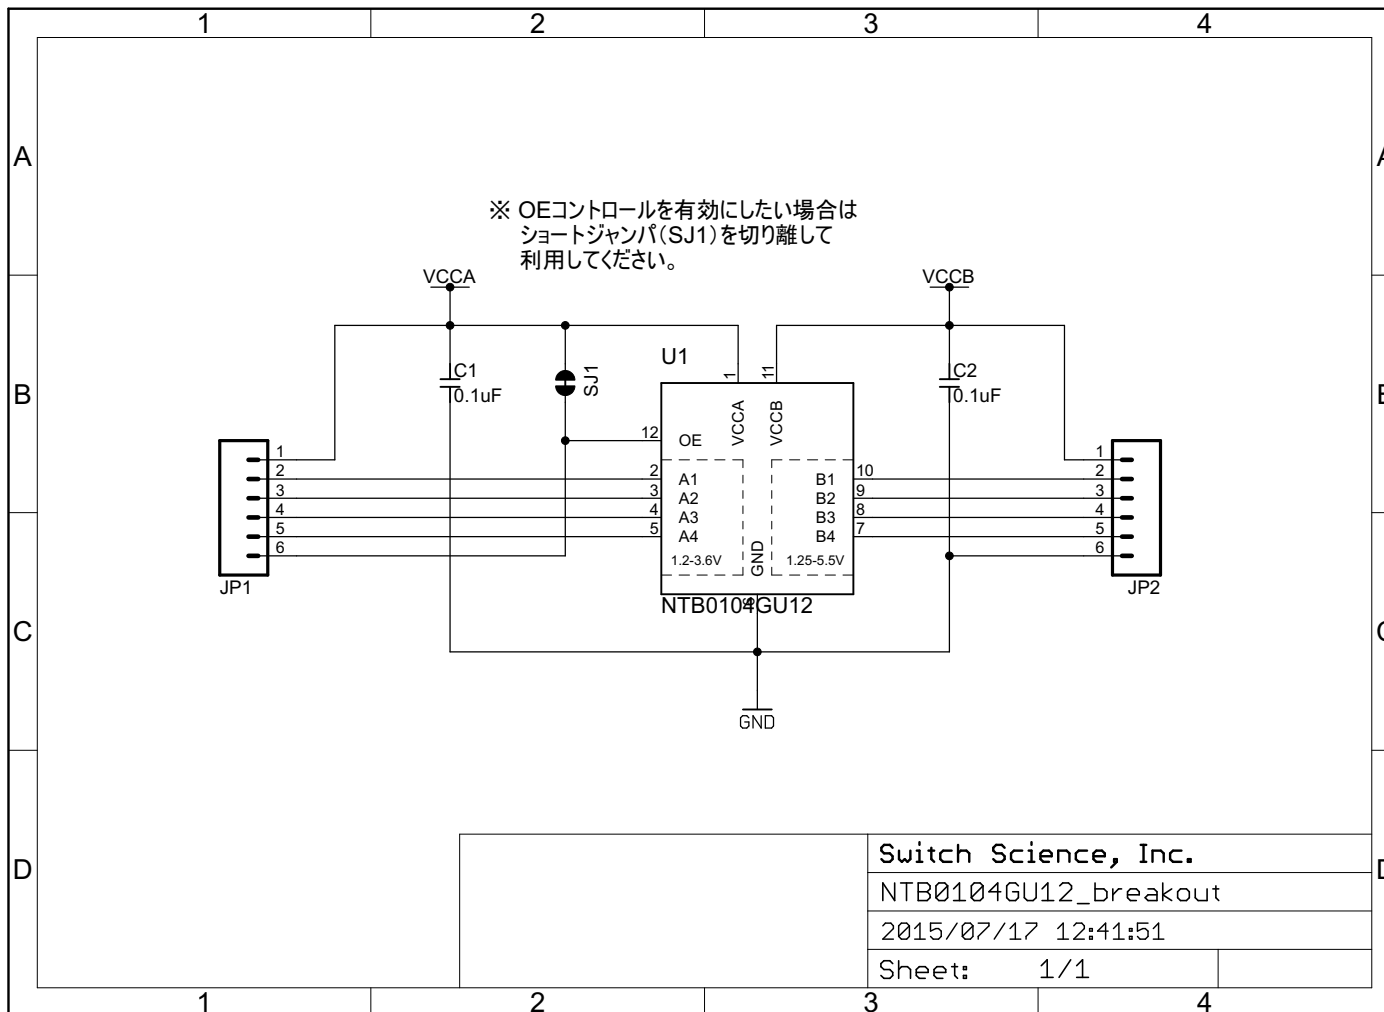 1 2 3 4
A A
※ OEコントロールを有効にしたい場合は
ショートジャンパ(SJ1)を切り離して
利用してください。
VCCA VCCB
U1
C1
0.1uF
SJ1
1 11
C2
0.1uF
B B
12 OE VCCA VCCB
1 1
2 2 A1 B1 10 2
3 3 A2 B2 9 3
4 4 A3 B3 8 4
5 5 A4 B4 7 5
6 1.2-3.6V GND 1.25-5.5V 6
JP1 JP2
NTB0104GU12
6
C C
GND
D D
Switch Science, Inc.
NTB0104GU12_breakout
2015/07/17 12:41:51
Sheet: 1/1
1 2 3 4